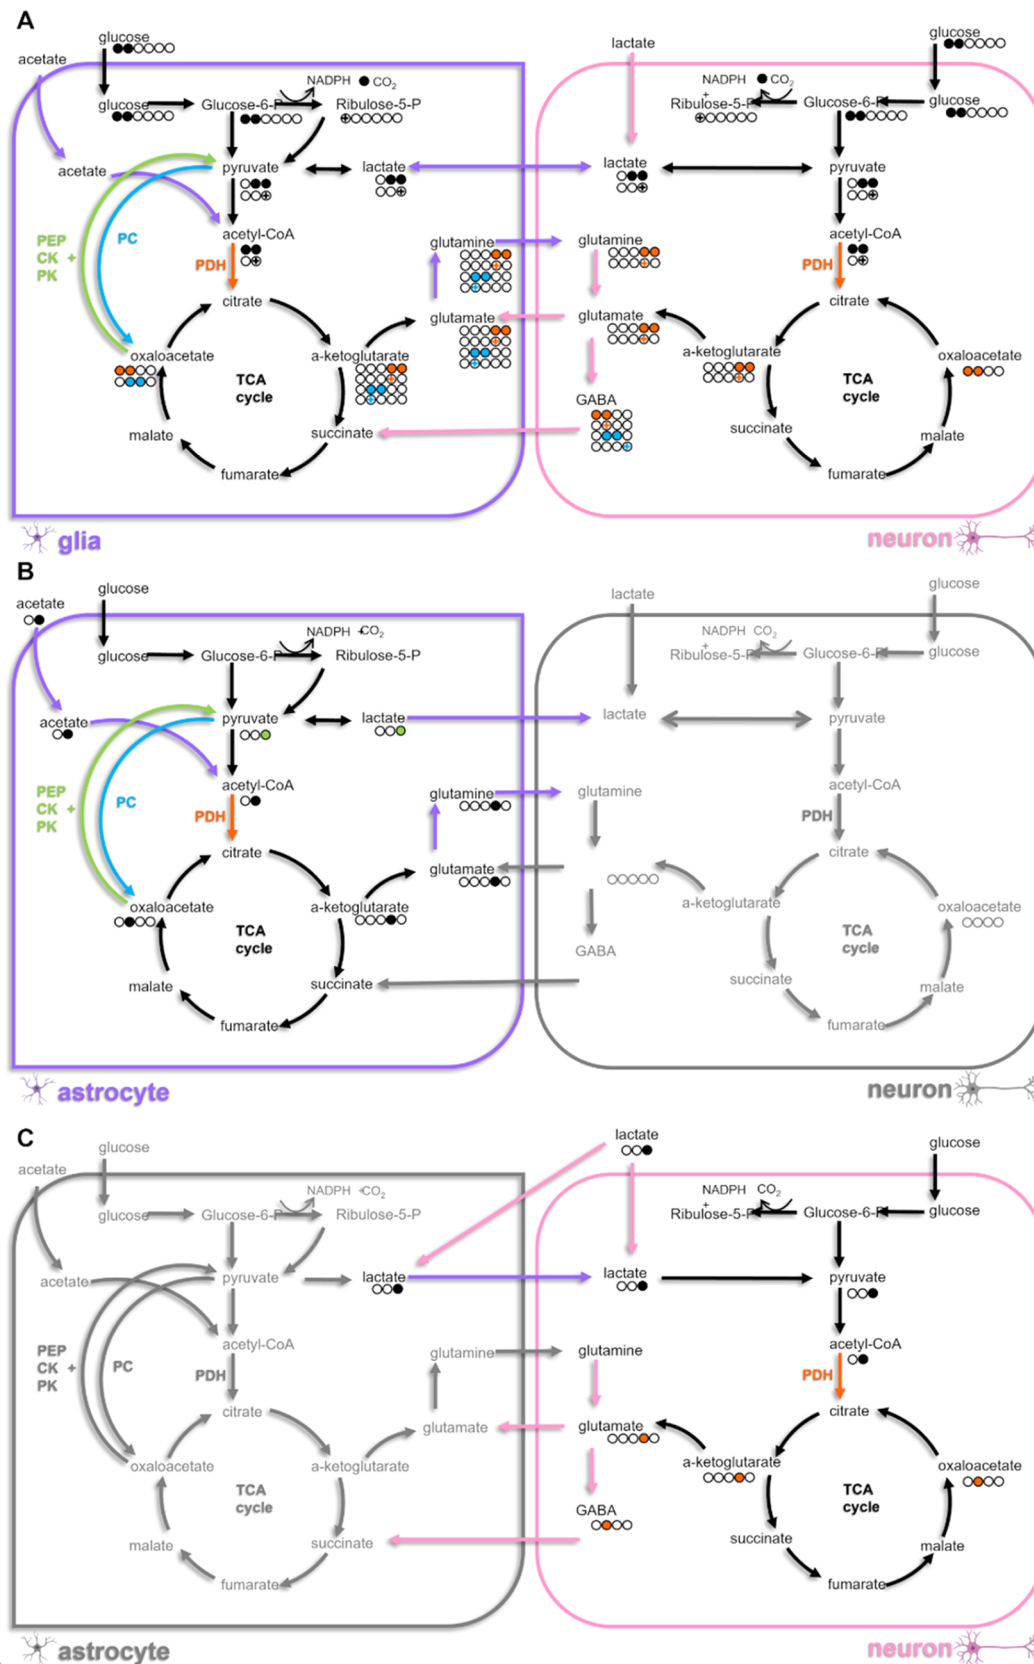 A
glucose
acetate
NADPH CO2
glucose
Glucose-6-P
Ribulose-5-P
acetate
pyruvate
lactate
PEP
CK +
PK
PC
acetyl-CoA
PDH
glutamine
citrate
glutamate
oxaloacetate
a-ketoglutarate
TCA
cycle
malate
succinate
fumarate
glia
lactate
glucose
NADPH CO2
+
Ribulose-5-P
Glucose-6-P
glucose
lactate
pyruvate
acetyl-CoA
PDH
glutamine
citrate
glutamate
a-ketoglutarate
oxaloacetate
GABA
TCA
cycle
succinate
malate
fumarate
neuron
B
glucose
acetate
NADPH +CO2
glucose
Glucose-6-P
Ribulose-5-P
acetate
pyruvate
lactate
PEP
CK +
PK
PC
acetyl-CoA
PDH
glutamine
citrate
glutamate
oxaloacetate
a-ketoglutarate
TCA
cycle
malate
succinate
fumarate
astrocyte
lactate
glucose
NADPH CO2
+
Ribulose-5-P
Glucose-6-P
glucose
lactate
pyruvate
acetyl-CoA
PDH
glutamine
citrate
a-ketoglutarate
oxaloacetate
GABA
TCA
cycle
succinate
malate
fumarate
neuron
C
glucose
acetate
NADPH +CO2
glucose
Glucose-6-P
Ribulose-5-P
acetate
pyruvate
lactate
PEP
CK +
PK
PC
acetyl-CoA
PDH
glutamine
citrate
glutamate
oxaloacetate
a-ketoglutarate
TCA
cycle
malate
succinate
fumarate
astrocyte
lactate
glucose
NADPH CO2
+
Ribulose-5-P
Glucose-6-P
glucose
lactate
pyruvate
acetyl-CoA
PDH
glutamine
citrate
glutamate
a-ketoglutarate
oxaloacetate
GABA
TCA
cycle
succinate
malate
fumarate
neuron